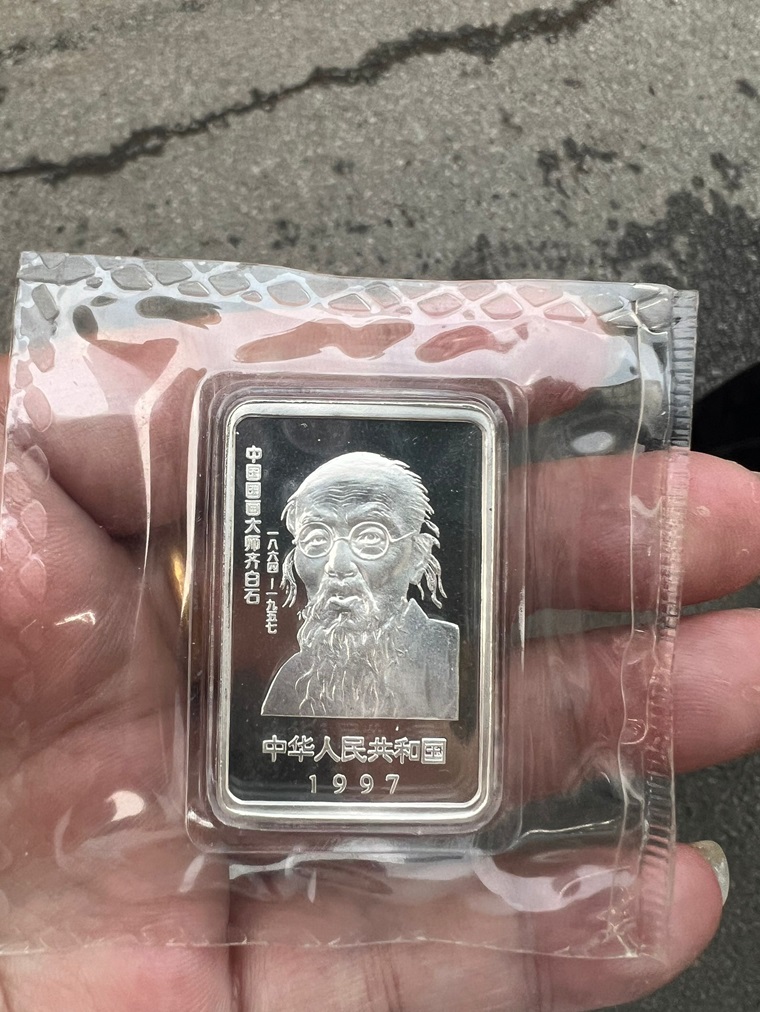 中国国画大师齐白石
一八六四-一九五七
中华人民共和国
1997